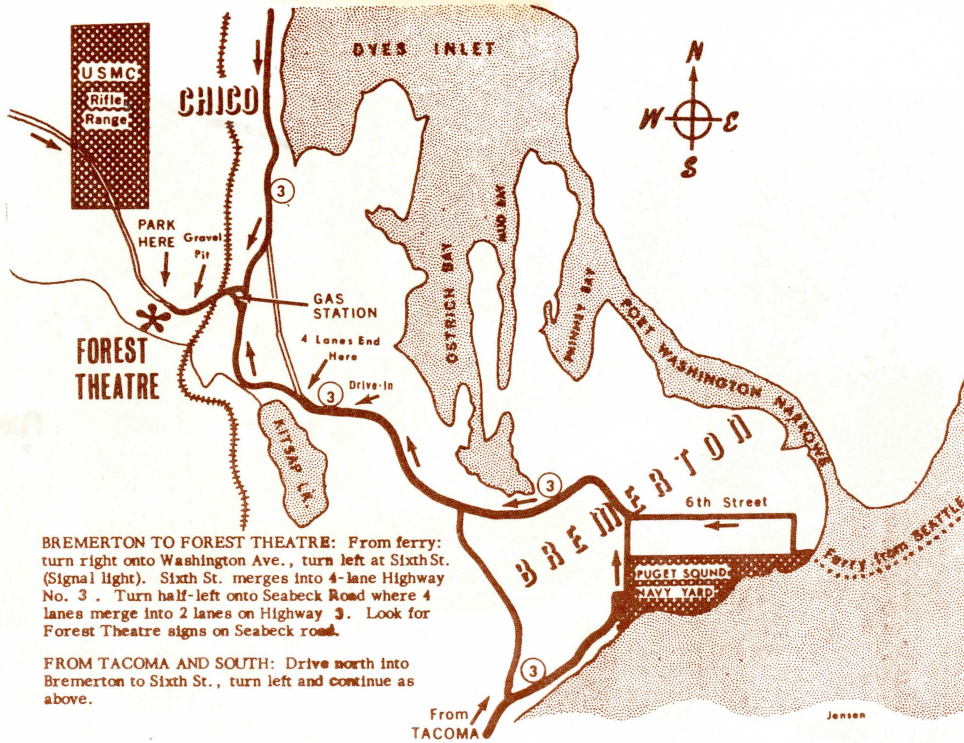 DYES INLET
N
W E
S
USMC
Rifle
Range
CHICO
3
PARK
HERE
Gravel
Pit
GAS
STATION
4 Lanes End
Here
FOREST
THEATRE
Drive-In
3
KITSAP LK.
OSTRICH BAY
MUD BAY
PHINNEY BAY
PORT WASHINGTON NARROWS
BREMERTON
3
6th Street
Ferry from SEATTLE
PUGET SOUND
NAVY YARD
3
From
TACOMA
Jensen
BREMERTON TO FOREST THEATRE: From ferry:
turn right onto Washington Ave., turn left at Sixth St.
(Signal light). Sixth St. merges into 4-lane Highway
No. 3 . Turn half-left onto Seabeck Road where 4
lanes merge into 2 lanes on Highway 3. Look for
Forest Theatre signs on Seabeck road.
FROM TACOMA AND SOUTH: Drive north into
Bremerton to Sixth St., turn left and continue as
above.